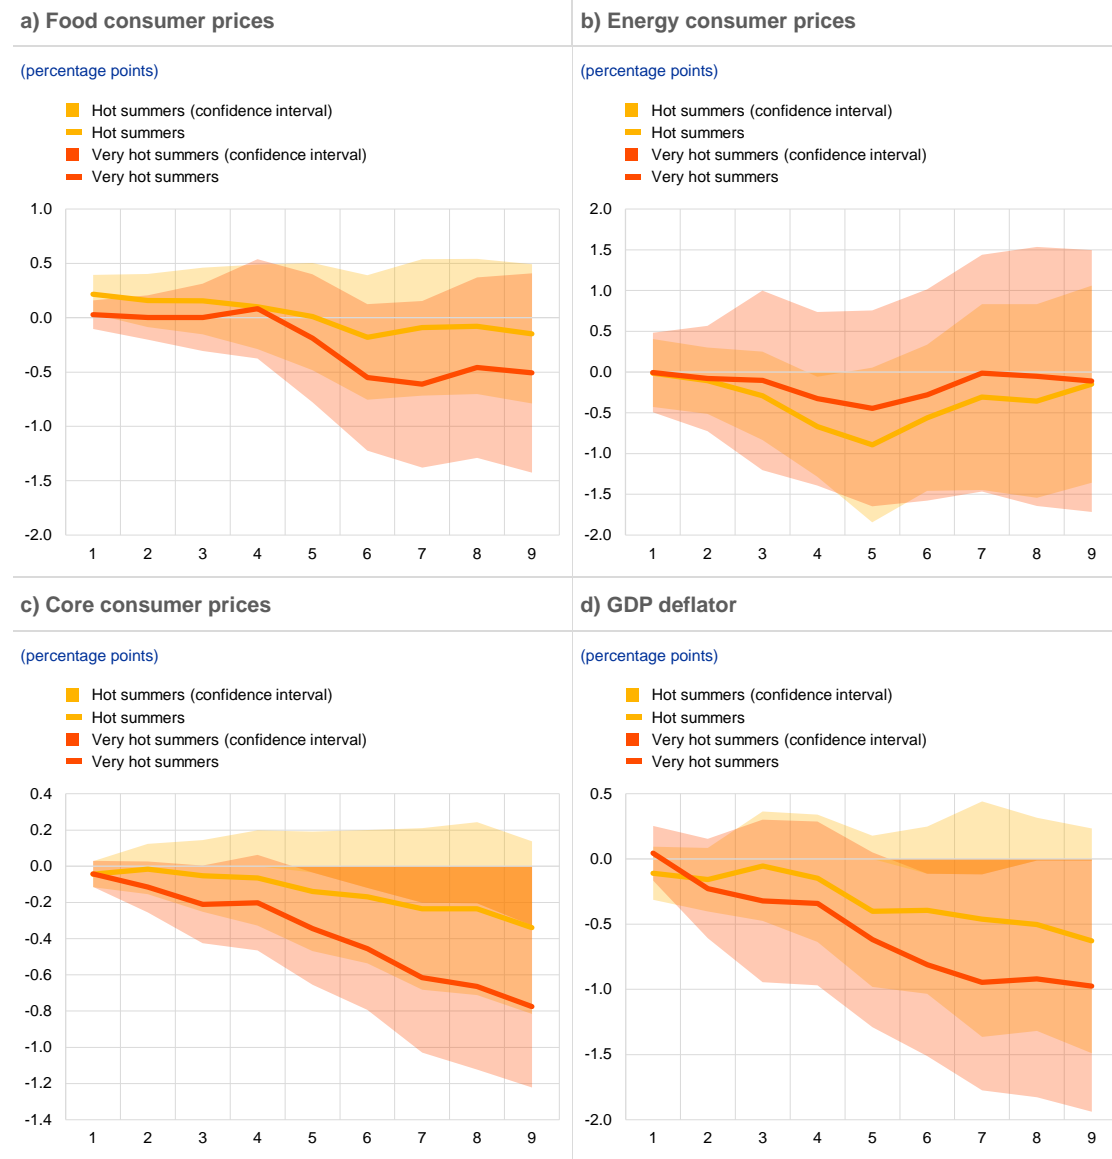 a) Food consumer prices
(percentage points)
Hot summers (confidence interval)
Hot summers
Very hot summers (confidence interval)
Very hot summers
1.0
0.5
0.0
-0.5
-1.0
-1.5
-2.0
1 2 3 4 5 6 7 8 9
b) Energy consumer prices
(percentage points)
Hot summers (confidence interval)
Hot summers
Very hot summers (confidence interval)
Very hot summers
2.0
1.5
1.0
0.5
0.0
-0.5
-1.0
-1.5
-2.0
1 2 3 4 5 6 7 8 9
c) Core consumer prices
(percentage points)
Hot summers (confidence interval)
Hot summers
Very hot summers (confidence interval)
Very hot summers
0.4
0.2
0.0
-0.2
-0.4
-0.6
-0.8
-1.0
-1.2
-1.4
1 2 3 4 5 6 7 8 9
d) GDP deflator
(percentage points)
Hot summers (confidence interval)
Hot summers
Very hot summers (confidence interval)
Very hot summers
0.5
0.0
-0.5
-1.0
-1.5
-2.0
1 2 3 4 5 6 7 8 9